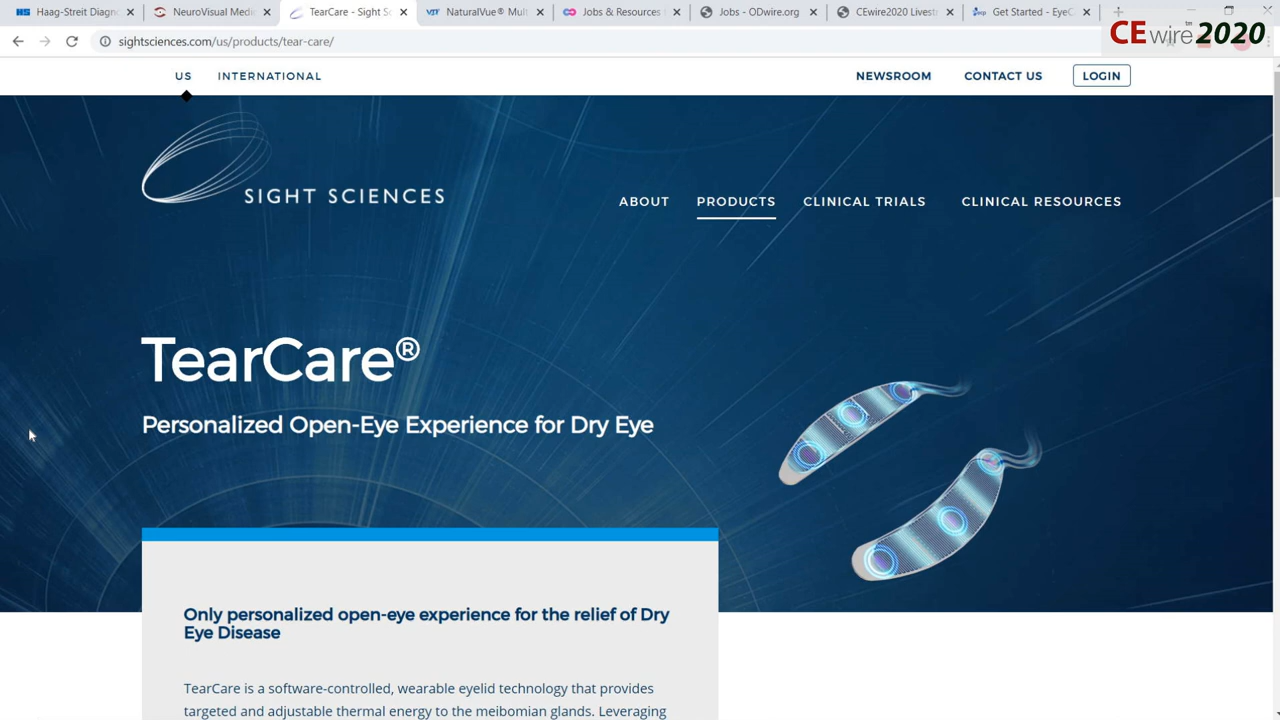 Haag-Streit Diagn
NeuroVisual Medi
TearCare - Sight Sc
NaturalVue® Mult
Jobs & Resources
Jobs - ODwire.org
CEwire2020 Livest
Get Started - EyeC
sightsciences.com/us/products/tear-care/
CEwire™2020
US
INTERNATIONAL
NEWSROOM
CONTACT US
LOGIN
SIGHT SCIENCES
ABOUT
PRODUCTS
CLINICAL TRIALS
CLINICAL RESOURCES
TearCare®
Personalized Open-Eye Experience for Dry Eye
Only personalized open-eye experience for the relief of Dry
Eye Disease
TearCare is a software-controlled, wearable eyelid technology that provides
targeted and adjustable thermal energy to the meibomian glands. Leveraging